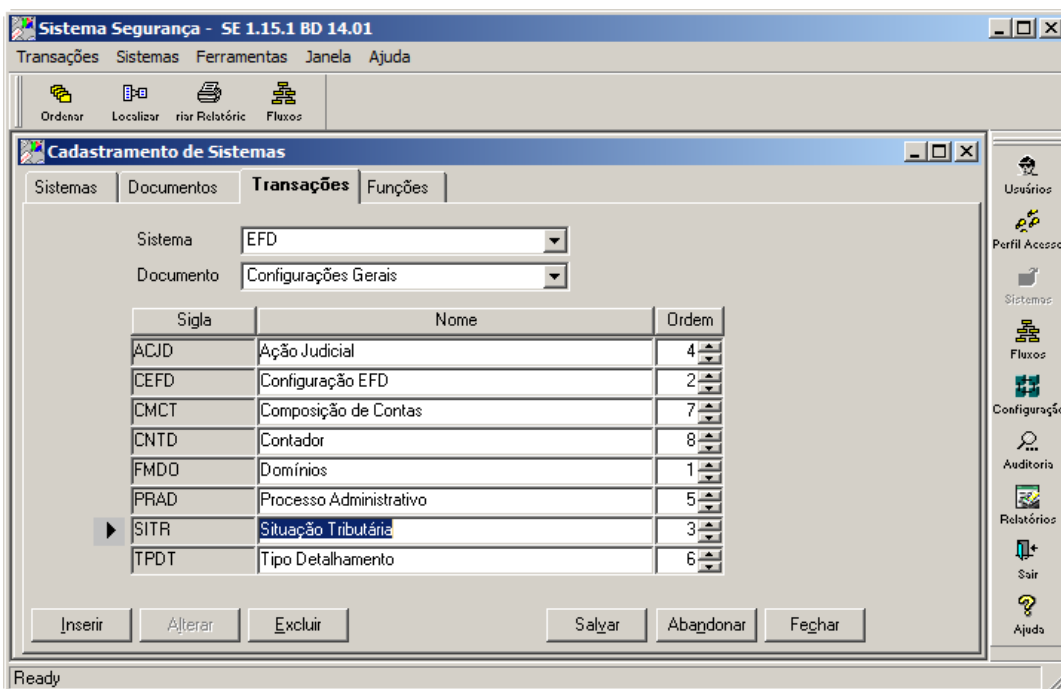 Sistema Segurança - SE 1.15.1 BD 14.01
Transações Sistemas Ferramentas Janela Ajuda
Ordenar Localizar riar Relatóric Fluxos
Cadastramento de Sistemas
Sistemas Documentos Transações Funções
Sistema EFD
Documento Configurações Gerais
Sigla Nome Ordem
ACJD Ação Judicial 4
CEFD Configuração EFD 2
CMCT Composição de Contas 7
CNTD Contador 8
FMDO Domínios 1
PRAD Processo Administrativo 5
SITR Situação Tributária 3
TPDT Tipo Detalhamento 6
Inserir Alterar Excluir Salvar Abandonar Fechar
Usuários
Perfil Acesso
Sistemas
Fluxos
Configuração
Auditoria
Relatórios
Sair
Ajuda
Ready